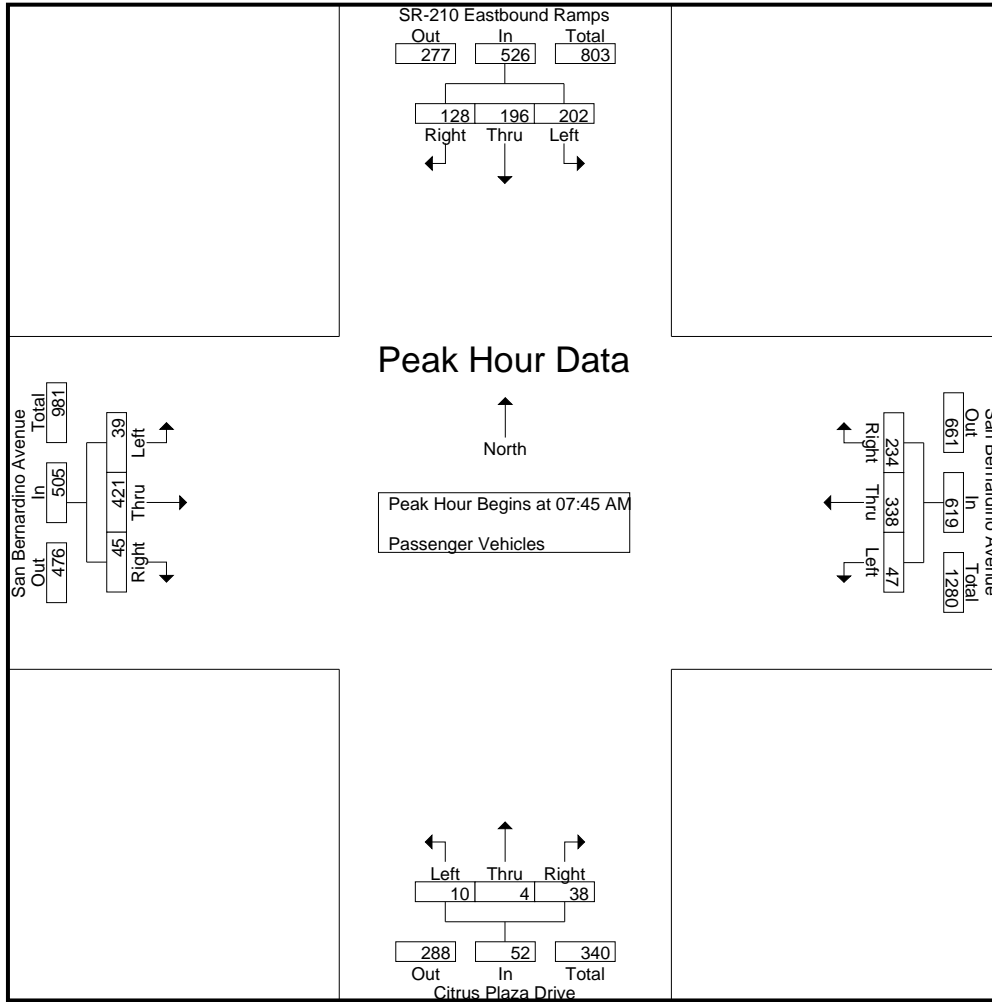 SR-210 Eastbound Ramps
Out In Total
277 526 803
128 196 202
Right Thru Left
Peak Hour Data
North
Peak Hour Begins at 07:45 AM
Passenger Vehicles
San Bernardino Avenue
Out In Total
476 505 981
45 421 39
Right Thru Left
San Bernardino Avenue
Out In Total
661 619 1280
234 338 47
Right Thru Left
Left Thru Right
10 4 38
288 52 340
Out In Total
Citrus Plaza Drive